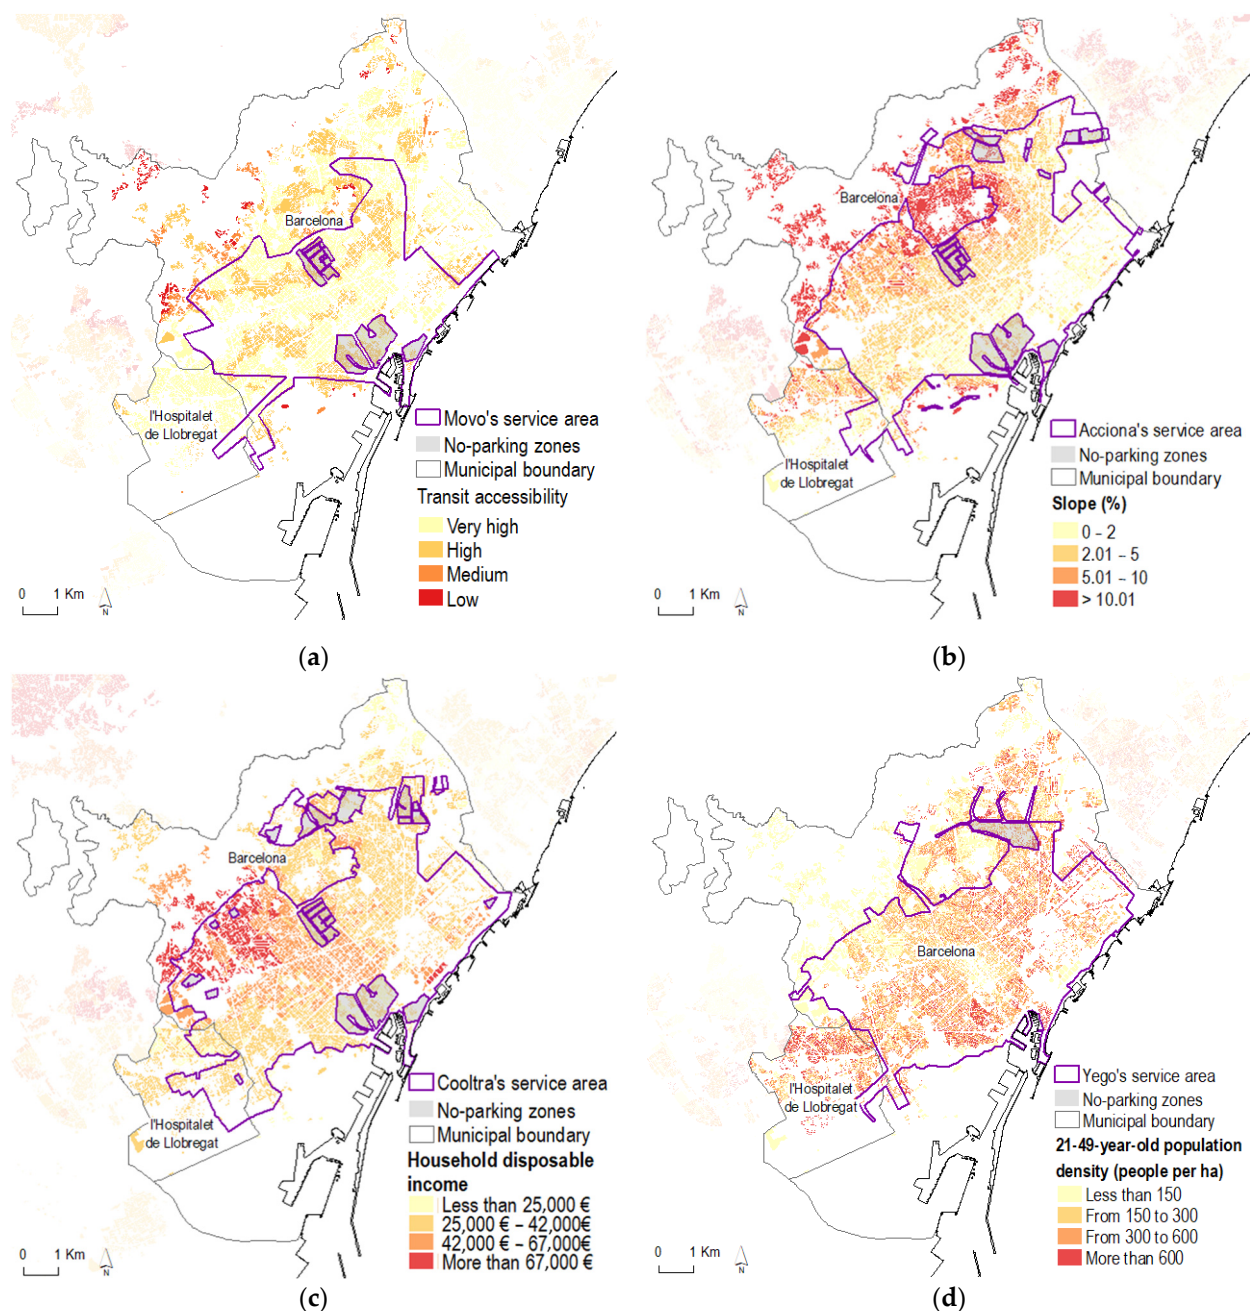 Barcelona
l'Hospitalet
de Llobregat
Movo's service area
No-parking zones
Municipal boundary
Transit accessibility
Very high
High
Medium
Low
0 1 Km
N
(a)
Barcelona
l'Hospitalet
de Llobregat
Acciona's service area
No-parking zones
Municipal boundary
Slope (%)
0 – 2
2.01 – 5
5.01 – 10
> 10.01
0 1 Km
N
(b)
Barcelona
l'Hospitalet
de Llobregat
Cooltra's service area
No-parking zones
Municipal boundary
Household disposable
income
Less than 25,000 €
25,000 € – 42,000€
42,000 € – 67,000€
More than 67,000 €
0 1 Km
N
(c)
Barcelona
l'Hospitalet
de Llobregat
Yego's service area
No-parking zones
Municipal boundary
21-49-year-old population
density (people per ha)
Less than 150
From 150 to 300
From 300 to 600
More than 600
0 1 Km
N
(d)